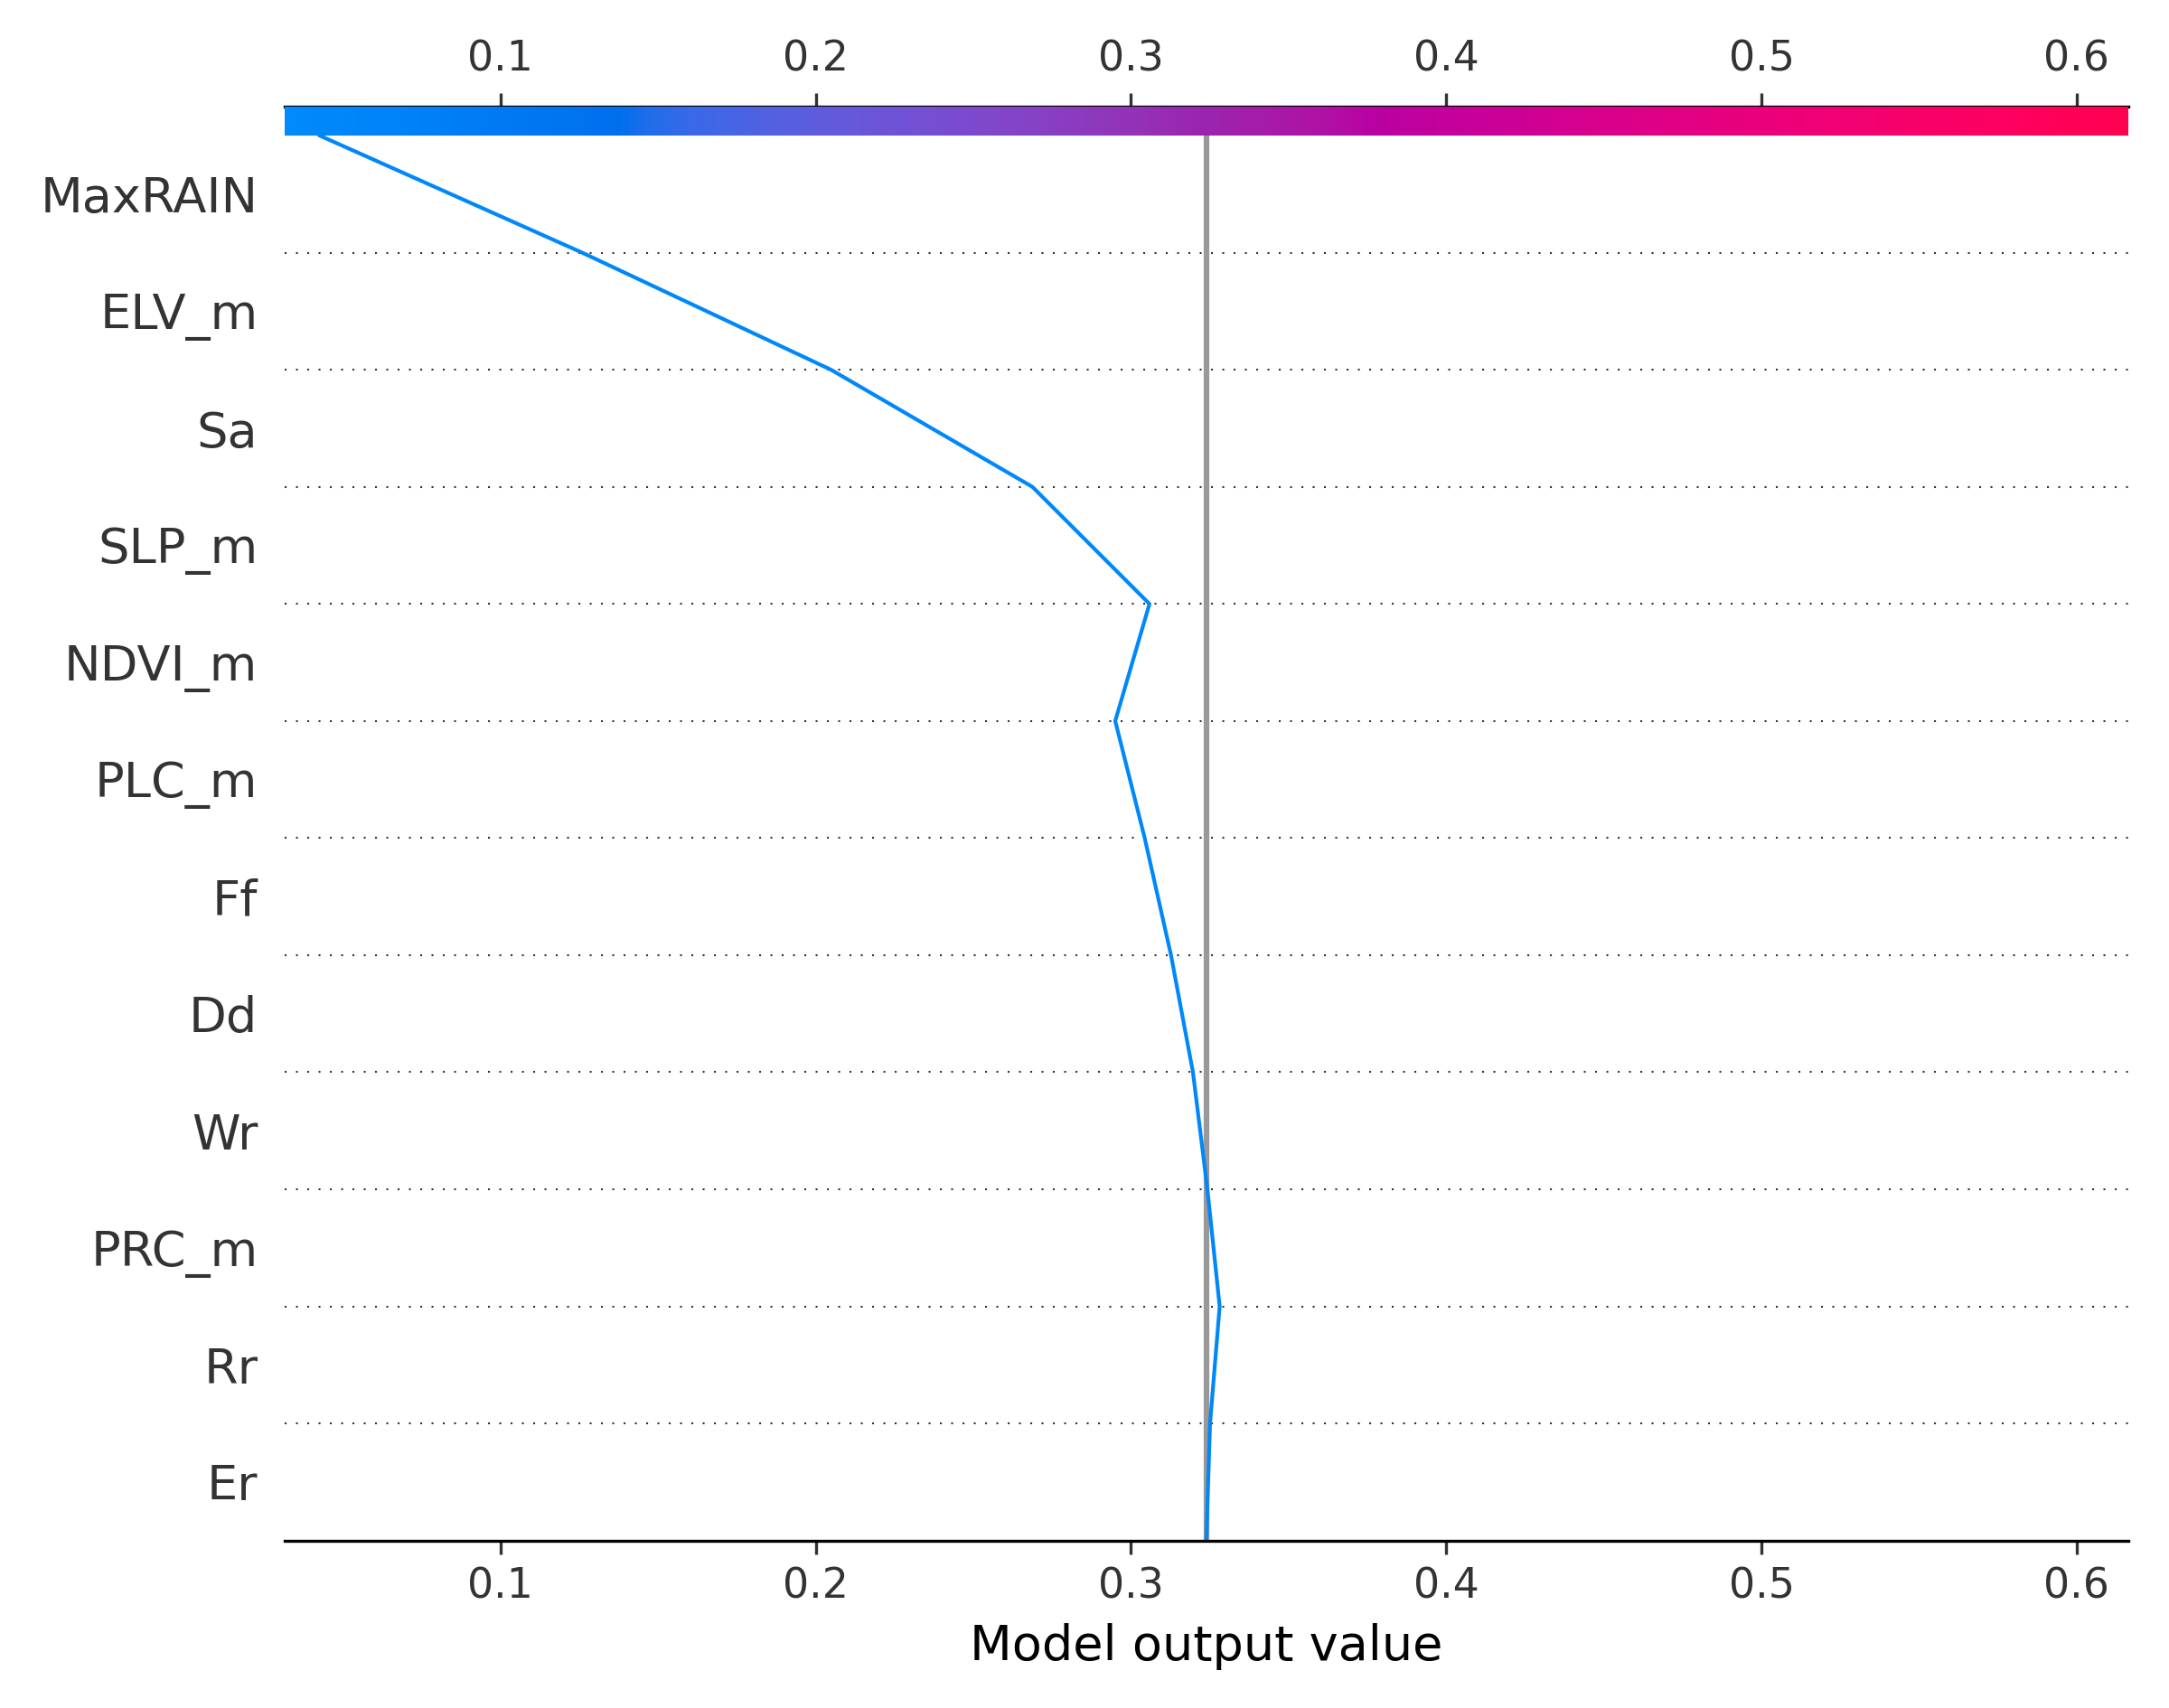 0.1 0.2 0.3 0.4 0.5 0.6
MaxRAIN
ELV_m
Sa
SLP_m
NDVI_m
PLC_m
Ff
Dd
Wr
PRC_m
Rr
Er
0.1 0.2 0.3 0.4 0.5 0.6
Model output value